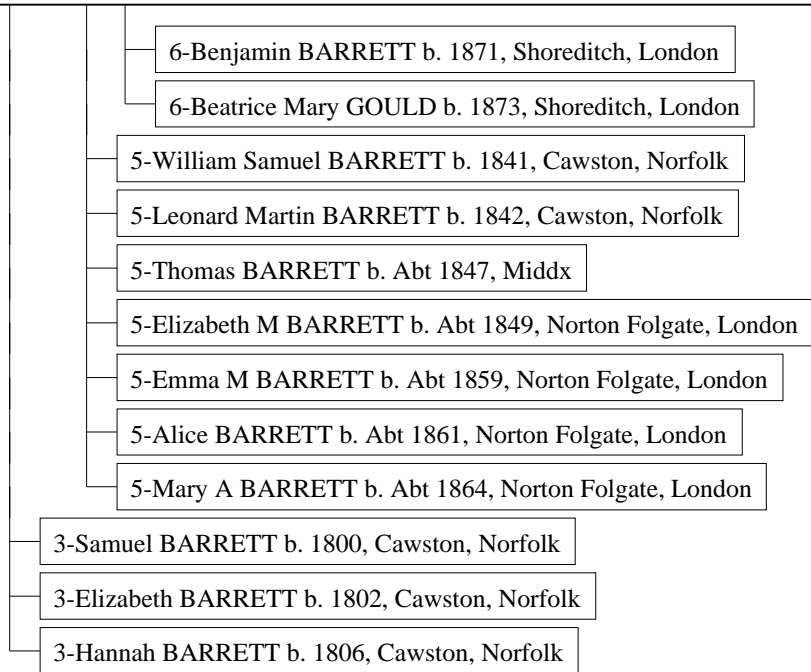 6-Benjamin BARRETT b. 1871, Shoreditch, London
6-Beatrice Mary GOULD b. 1873, Shoreditch, London
5-William Samuel BARRETT b. 1841, Cawston, Norfolk
5-Leonard Martin BARRETT b. 1842, Cawston, Norfolk
5-Thomas BARRETT b. Abt 1847, Middx
5-Elizabeth M BARRETT b. Abt 1849, Norton Folgate, London
5-Emma M BARRETT b. Abt 1859, Norton Folgate, London
5-Alice BARRETT b. Abt 1861, Norton Folgate, London
5-Mary A BARRETT b. Abt 1864, Norton Folgate, London
3-Samuel BARRETT b. 1800, Cawston, Norfolk
3-Elizabeth BARRETT b. 1802, Cawston, Norfolk
3-Hannah BARRETT b. 1806, Cawston, Norfolk